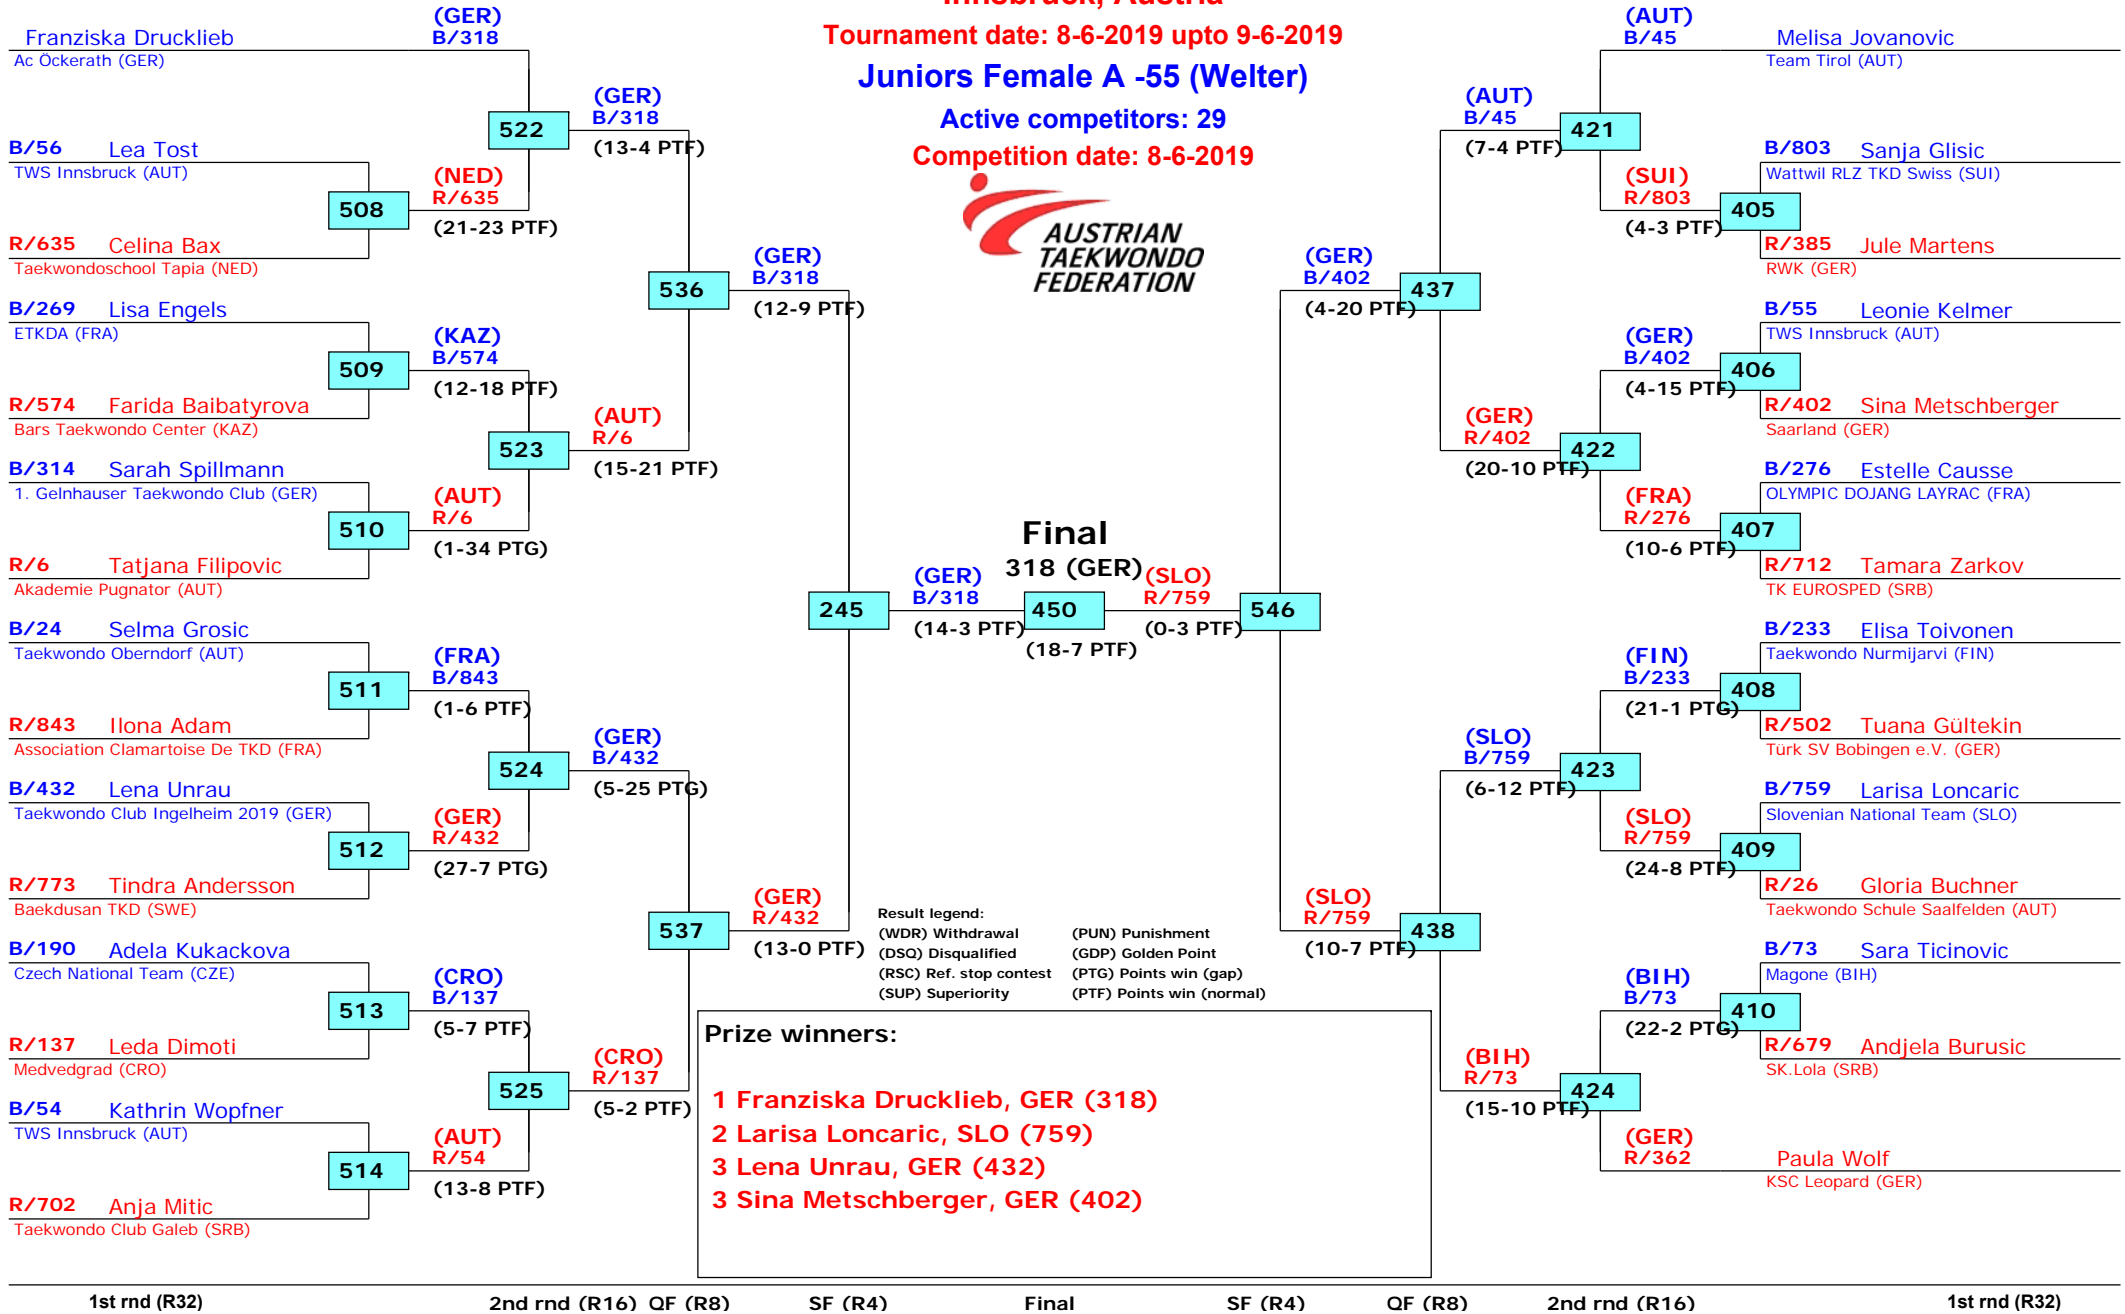 Innsbruck, Austria
Tournament date: 8-6-2019 upto 9-6-2019
Juniors Female A -55 (Welter)
Active competitors: 29
Competition date: 8-6-2019
AUSTRIAN
TAEKWONDO
FEDERATION
Franziska Drucklieb
Ac Öckerath (GER)
(GER)
B/318
B/56 Lea Tost
TWS Innsbruck (AUT)
508
R/635 Celina Bax
Taekwondoschool Tapia (NED)
(NED)
R/635
(21-23 PTF)
522
(GER)
B/318
(13-4 PTF)
B/269 Lisa Engels
ETKDA (FRA)
509
R/574 Farida Baibatyrova
Bars Taekwondo Center (KAZ)
(KAZ)
B/574
(12-18 PTF)
B/314 Sarah Spillmann
1. Gelnhauser Taekwondo Club (GER)
510
R/6 Tatjana Filipovic
Akademie Pugnator (AUT)
(AUT)
R/6
(1-34 PTG)
523
(AUT)
R/6
(15-21 PTF)
536
(GER)
B/318
(12-9 PTF)
B/24 Selma Grosic
Taekwondo Oberndorf (AUT)
511
R/843 Ilona Adam
Association Clamartoise De TKD (FRA)
(FRA)
B/843
(1-6 PTF)
B/432 Lena Unrau
Taekwondo Club Ingelheim 2019 (GER)
512
R/773 Tindra Andersson
Baekdusan TKD (SWE)
(GER)
R/432
(27-7 PTG)
524
(GER)
B/432
(5-25 PTG)
B/190 Adela Kukackova
Czech National Team (CZE)
513
R/137 Leda Dimoti
Medvedgrad (CRO)
(CRO)
B/137
(5-7 PTF)
B/54 Kathrin Wopfner
TWS Innsbruck (AUT)
514
R/702 Anja Mitic
Taekwondo Club Galeb (SRB)
(AUT)
R/54
(13-8 PTF)
525
(CRO)
R/137
(5-2 PTF)
537
(GER)
R/432
(13-0 PTF)
245
(GER)
B/318
(14-3 PTF)
Final
318 (GER)
450
(18-7 PTF)
(SLO)
R/759
(0-3 PTF)
546
(GER)
B/402
(4-20 PTF)
437
(AUT)
B/45
(7-4 PTF)
421
(AUT)
B/45
Melisa Jovanovic
Team Tirol (AUT)
(SUI)
R/803
(4-3 PTF)
405
B/803 Sanja Glisic
Wattwil RLZ TKD Swiss (SUI)
R/385 Jule Martens
RWK (GER)
(GER)
R/402
(20-10 PTF)
422
(GER)
B/402
(4-15 PTF)
406
B/55 Leonie Kelmer
TWS Innsbruck (AUT)
R/402 Sina Metschberger
Saarland (GER)
(FRA)
R/276
(10-6 PTF)
407
B/276 Estelle Causse
OLYMPIC DOJANG LAYRAC (FRA)
R/712 Tamara Zarkov
TK EUROSPED (SRB)
(SLO)
R/759
(10-7 PTF)
438
(SLO)
B/759
(6-12 PTF)
423
(FIN)
B/233
(21-1 PTG)
408
B/233 Elisa Toivonen
Taekwondo Nurmijarvi (FIN)
R/502 Tuana Gültekin
Türk SV Bobingen e.V. (GER)
(SLO)
R/759
(24-8 PTF)
409
B/759 Larisa Loncaric
Slovenian National Team (SLO)
R/26 Gloria Buchner
Taekwondo Schule Saalfelden (AUT)
(BIH)
R/73
(15-10 PTF)
424
(BIH)
B/73
(22-2 PTG)
410
B/73 Sara Ticinovic
Magone (BIH)
R/679 Andjela Burusic
SK.Lola (SRB)
(GER)
R/362
Paula Wolf
KSC Leopard (GER)
Result legend:
(WDR) Withdrawal (PUN) Punishment
(DSQ) Disqualified (GDP) Golden Point
(RSC) Ref. stop contest (PTG) Points win (gap)
(SUP) Superiority (PTF) Points win (normal)
Prize winners:
1 Franziska Drucklieb, GER (318)
2 Larisa Loncaric, SLO (759)
3 Lena Unrau, GER (432)
3 Sina Metschberger, GER (402)
1st rnd (R32) 2nd rnd (R16) QF (R8) SF (R4) Final SF (R4) QF (R8) 2nd rnd (R16) 1st rnd (R32)